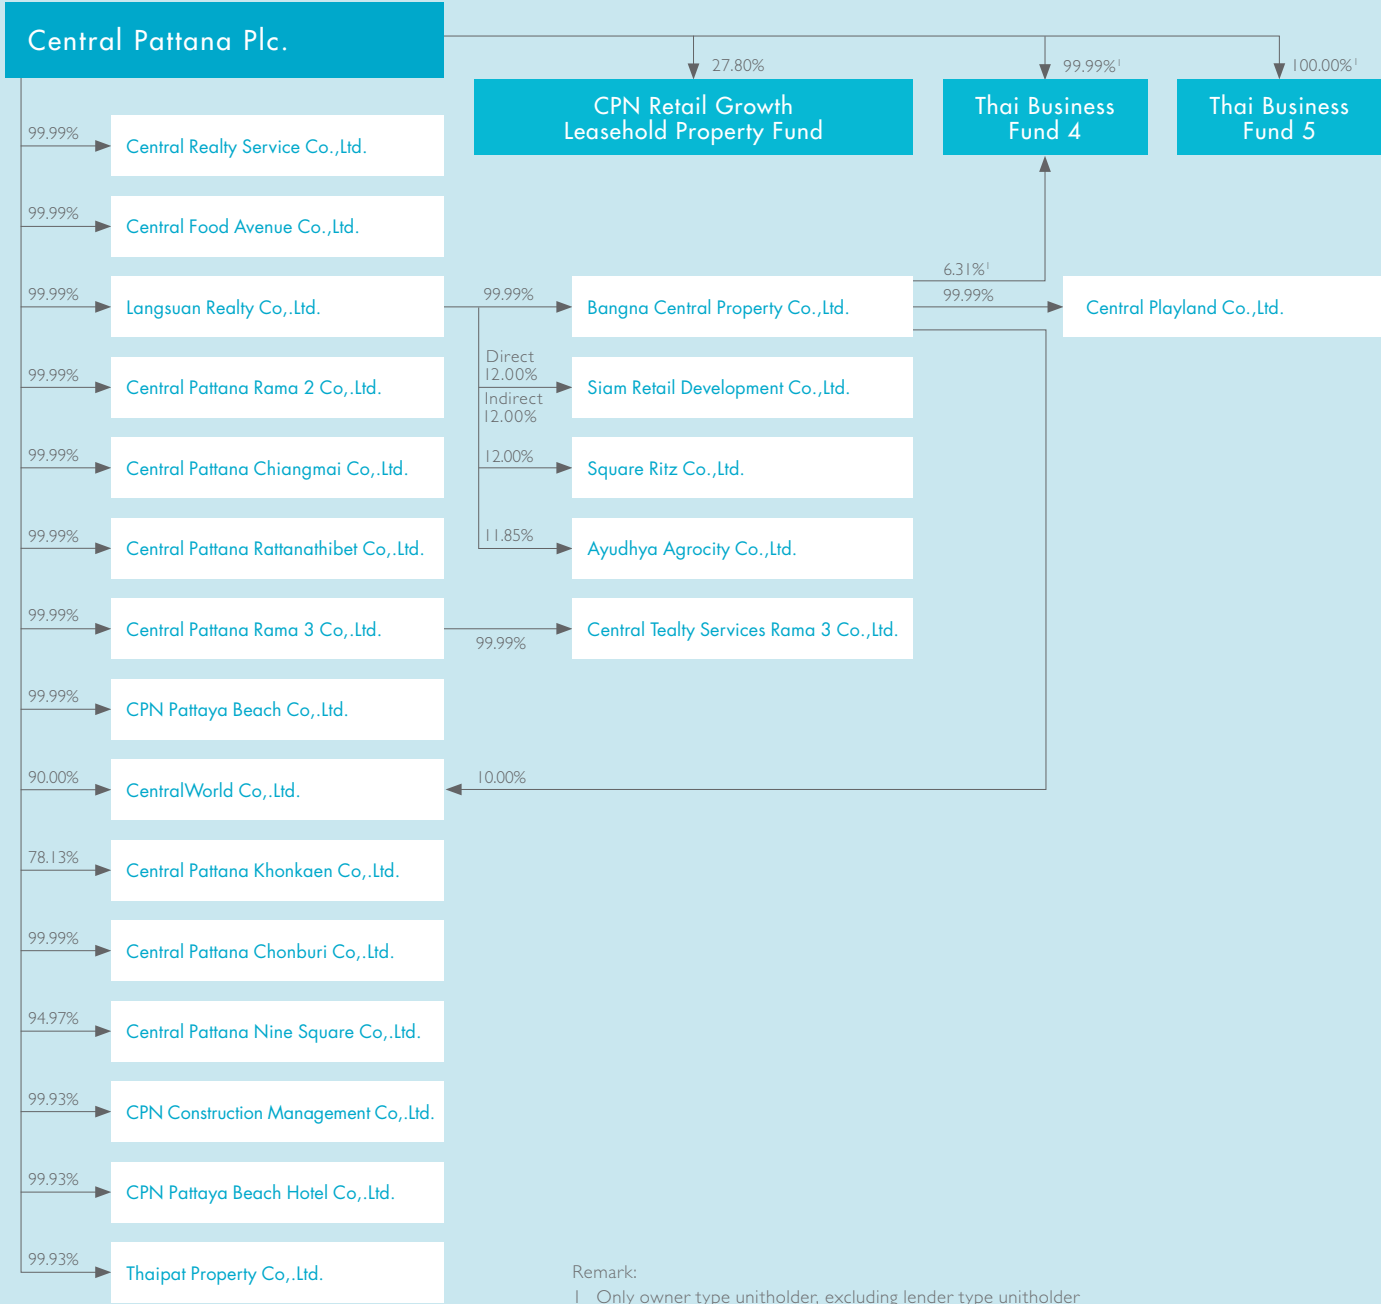 Central Pattana Plc.
27.80%
99.99%¹
100.00%¹
CPN Retail Growth
Leasehold Property Fund
Thai Business
Fund 4
Thai Business
Fund 5
99.99%
Central Realty Service Co.,Ltd.
99.99%
Central Food Avenue Co.,Ltd.
99.99%
Langsuan Realty Co,.Ltd.
99.99%
Bangna Central Property Co.,Ltd.
6.31%¹
99.99%
Central Playland Co.,Ltd.
99.99%
Central Pattana Rama 2 Co,.Ltd.
Direct
12.00%
Indirect
12.00%
Siam Retail Development Co.,Ltd.
99.99%
Central Pattana Chiangmai Co,.Ltd.
12.00%
Square Ritz Co.,Ltd.
99.99%
Central Pattana Rattanathibet Co,.Ltd.
11.85%
Ayudhya Agrocity Co.,Ltd.
99.99%
Central Pattana Rama 3 Co,.Ltd.
99.99%
Central Tealty Services Rama 3 Co.,Ltd.
99.99%
CPN Pattaya Beach Co,.Ltd.
90.00%
CentralWorld Co,.Ltd.
10.00%
78.13%
Central Pattana Khonkaen Co,.Ltd.
99.99%
Central Pattana Chonburi Co,.Ltd.
94.97%
Central Pattana Nine Square Co,.Ltd.
99.93%
CPN Construction Management Co,.Ltd.
99.93%
CPN Pattaya Beach Hotel Co,.Ltd.
99.93%
Thaipat Property Co,.Ltd.
Remark:
1 Only owner type unitholder, excluding lender type unitholder